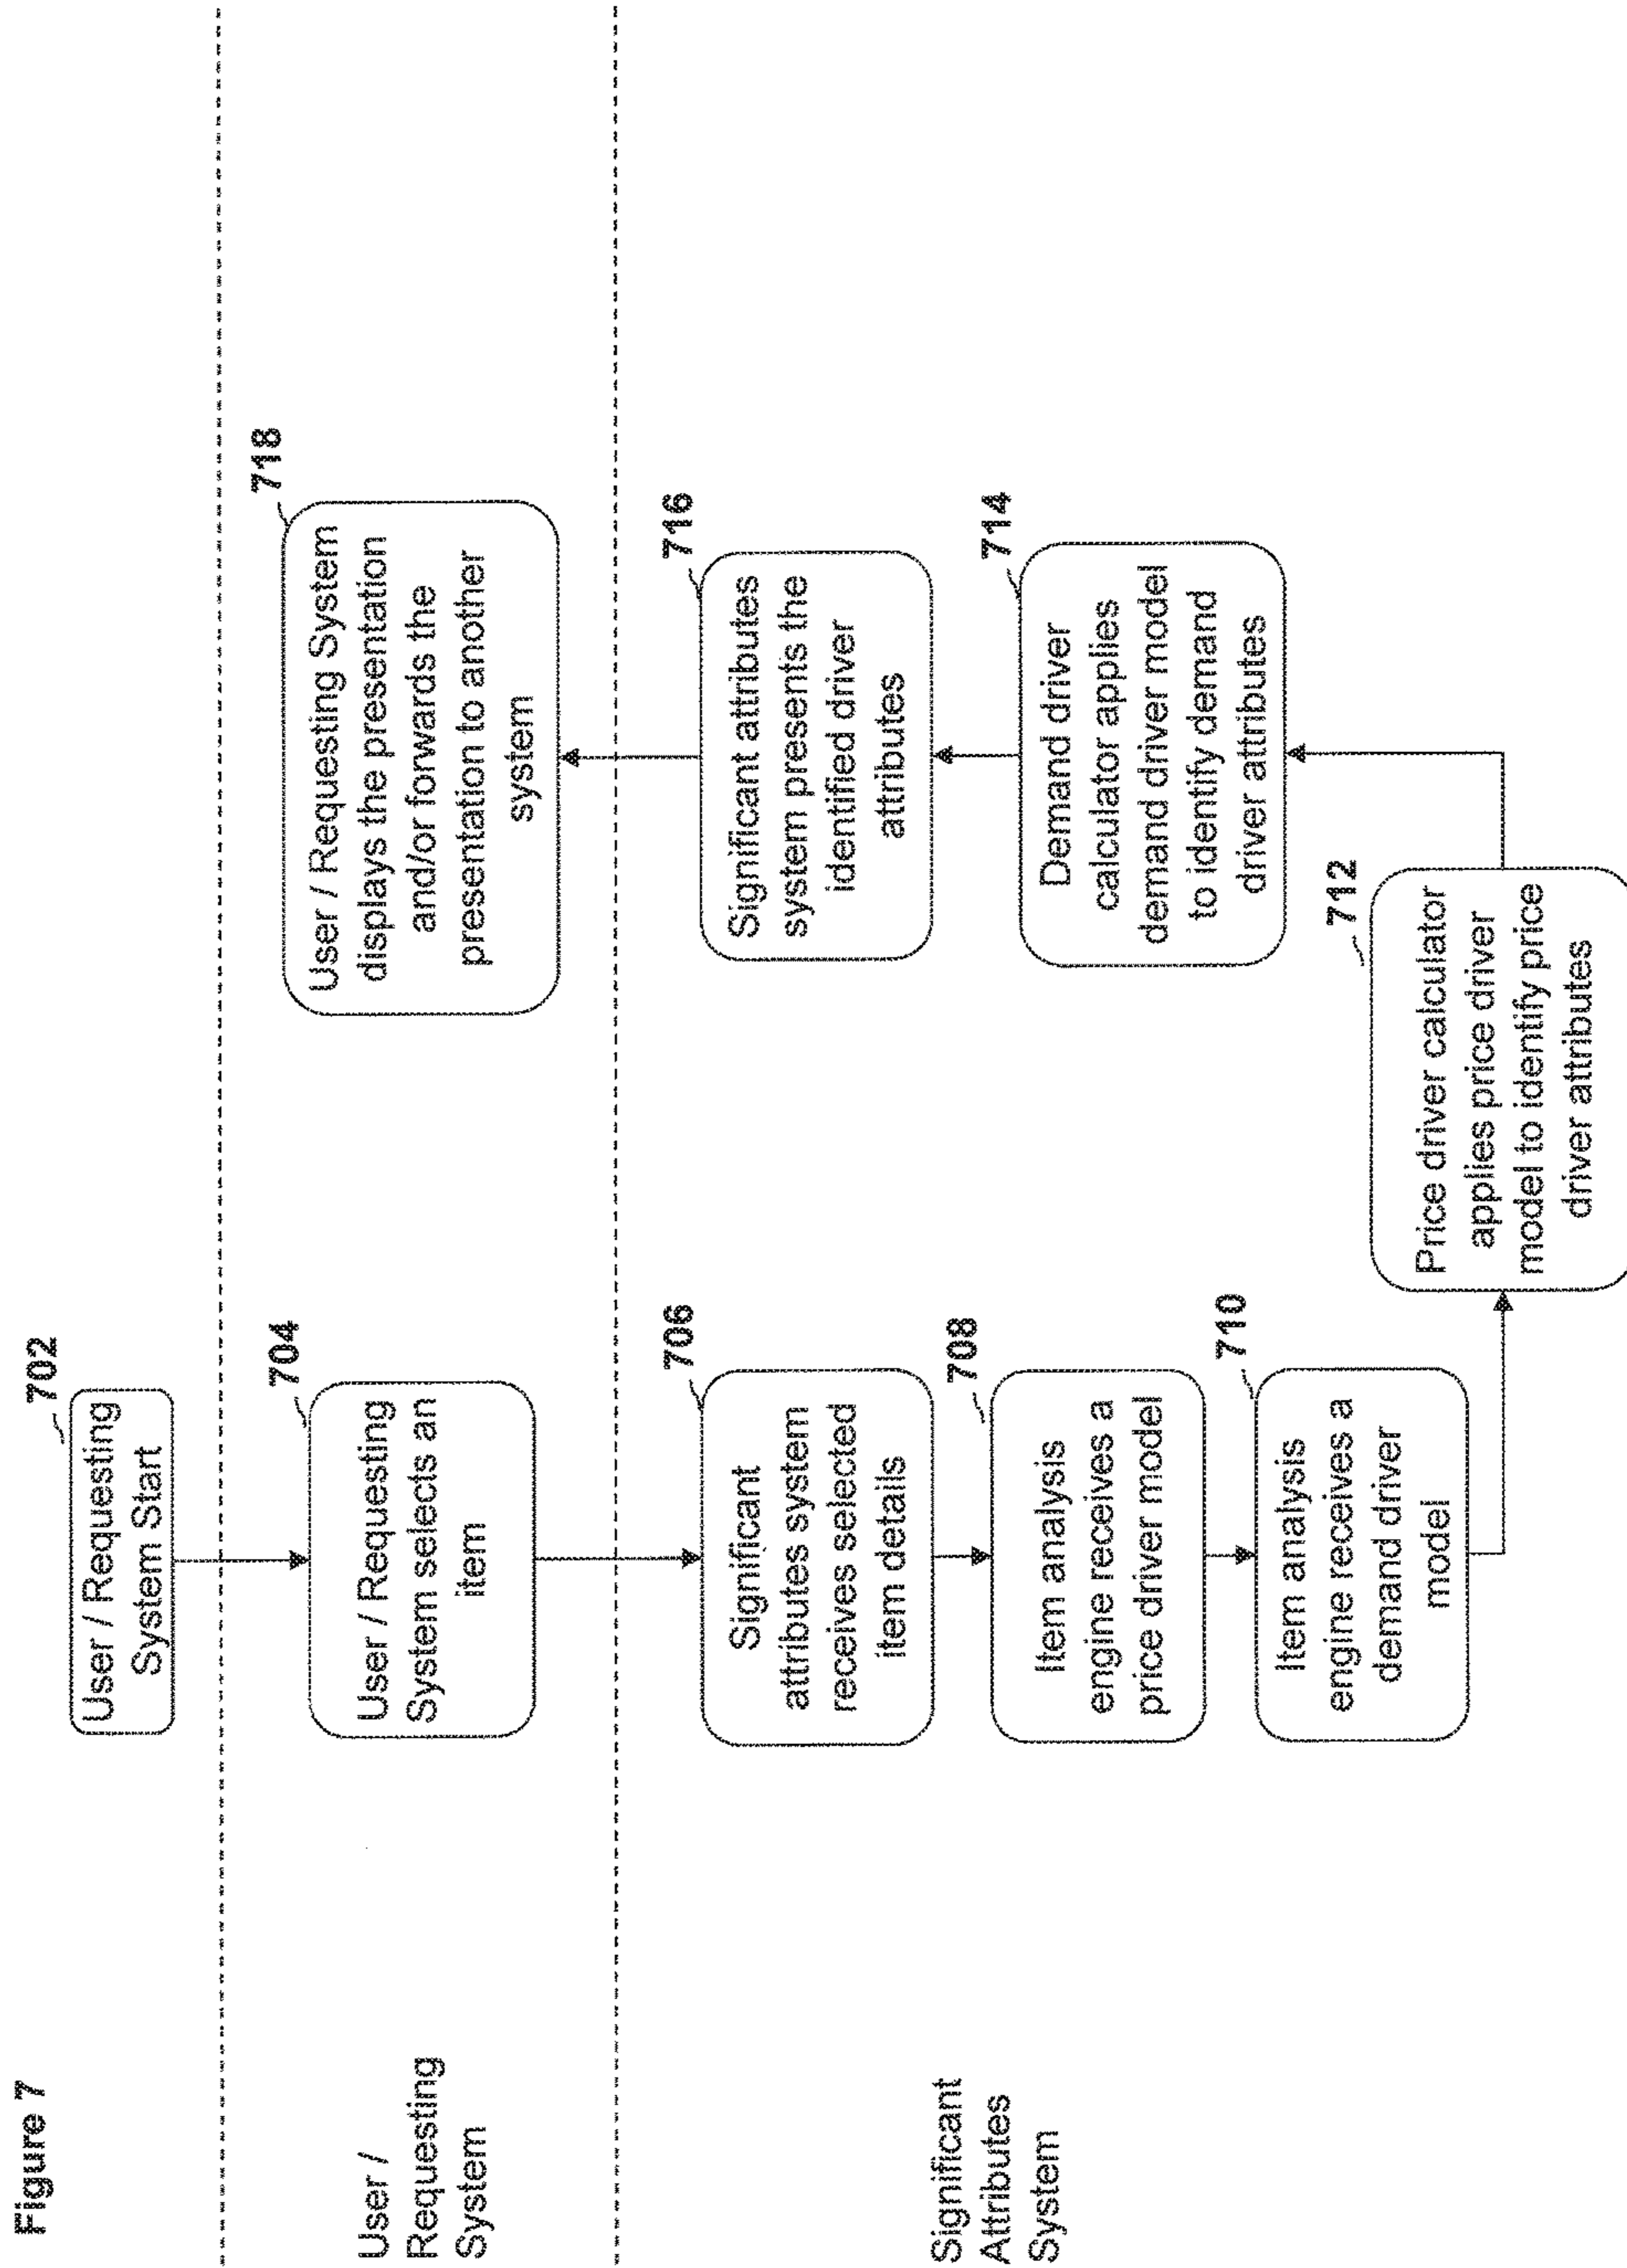 Figure 7
702
User / Requesting
System Start
User /
Requesting
System
704
User / Requesting
System selects an
item
718
User / Requesting System
displays the presentation
and/or forwards the
presentation to another
system
Significant
Attributes
System
706
Significant
attributes system
receives selected
item details
708
Item analysis
engine receives a
price driver model
710
Item analysis
engine receives a
demand driver
model
712
Price driver calculator
applies price driver
model to identify price
driver attributes
714
Demand driver
calculator applies
demand driver model
to identify demand
driver attributes
716
Significant attributes
system presents the
identified driver
attributes